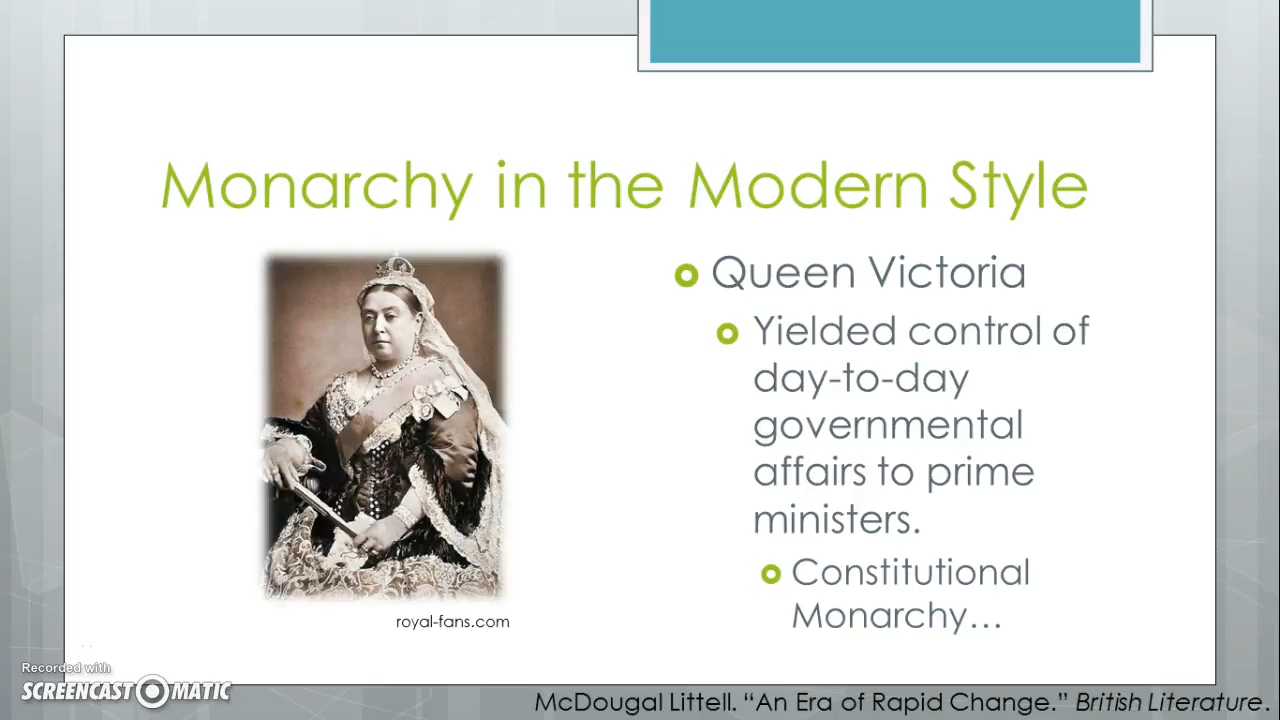 Monarchy in the Modern Style
Queen Victoria
Yielded control of
day-to-day
governmental
affairs to prime
ministers.
Constitutional
Monarchy…
royal-fans.com
Recorded with
SCREENCAST-O-MATIC
McDougal Littell. “An Era of Rapid Change.” British Literature.